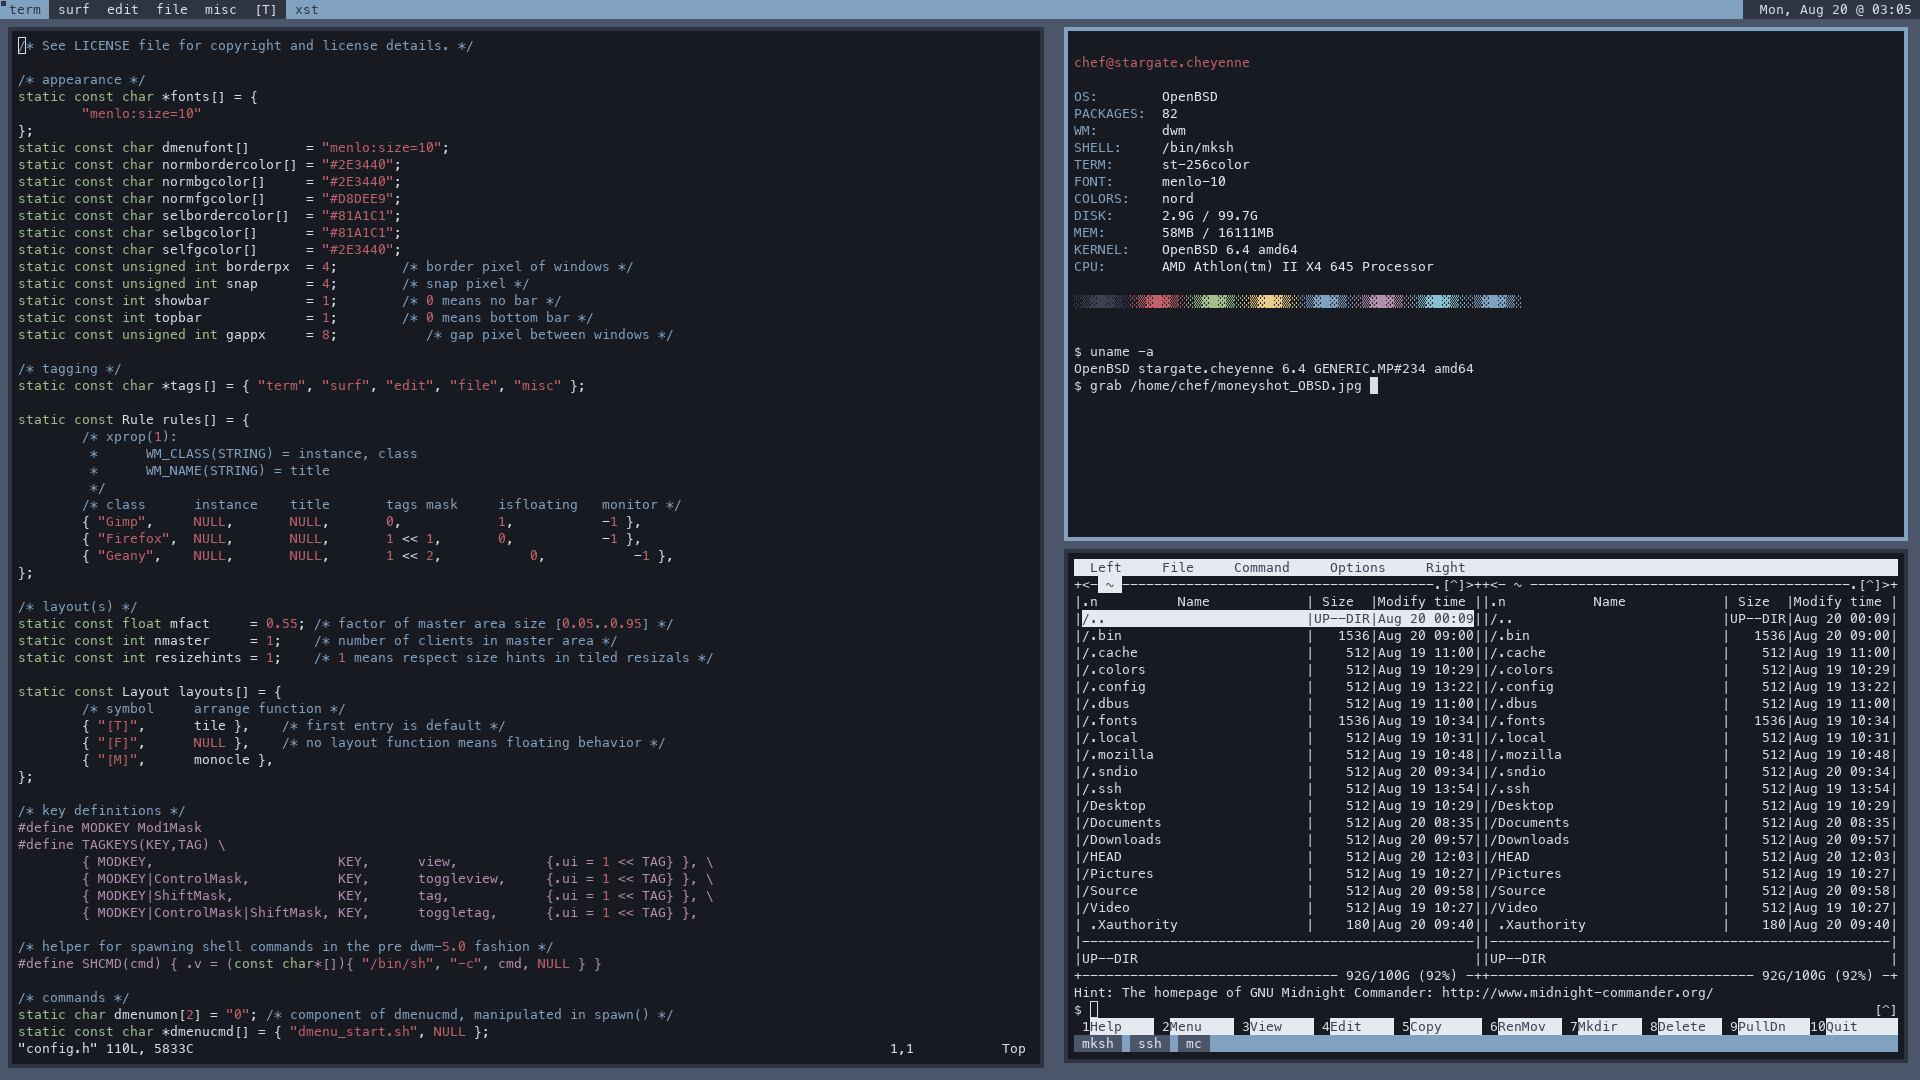 term surf edit file misc [T] xst Mon, Aug 20 @ 03:05
/* See LICENSE file for copyright and license details. */
/* appearance */
static const char *fonts[] = {
"menlo:size=10"
};
static const char dmenufont[] = "menlo:size=10";
static const char normbordercolor[] = "#2E3440";
static const char normbgcolor[] = "#2E3440";
static const char normfgcolor[] = "#D8DEE9";
static const char selbordercolor[] = "#81A1C1";
static const char selbgcolor[] = "#81A1C1";
static const char selfgcolor[] = "#2E3440";
static const unsigned int borderpx = 4; /* border pixel of windows */
static const unsigned int snap = 4; /* snap pixel */
static const int showbar = 1; /* 0 means no bar */
static const int topbar = 1; /* 0 means bottom bar */
static const unsigned int gappx = 8; /* gap pixel between windows */
/* tagging */
static const char *tags[] = { "term", "surf", "edit", "file", "misc" };
static const Rule rules[] = {
/* xprop(1):
* WM_CLASS(STRING) = instance, class
* WM_NAME(STRING) = title
*/
/* class instance title tags mask isfloating monitor */
{ "Gimp", NULL, NULL, 0, 1, -1 },
{ "Firefox", NULL, NULL, 1 << 1, 0, -1 },
{ "Geany", NULL, NULL, 1 << 2, 0, -1 },
};
/* layout(s) */
static const float mfact = 0.55; /* factor of master area size [0.05..0.95] */
static const int nmaster = 1; /* number of clients in master area */
static const int resizehints = 1; /* 1 means respect size hints in tiled resizals */
static const Layout layouts[] = {
/* symbol arrange function */
{ "[T]", tile }, /* first entry is default */
{ "[F]", NULL }, /* no layout function means floating behavior */
{ "[M]", monocle },
};
/* key definitions */
#define MODKEY Mod1Mask
#define TAGKEYS(KEY,TAG) \
{ MODKEY, KEY, view, {.ui = 1 << TAG} }, \
{ MODKEY|ControlMask, KEY, toggleview, {.ui = 1 << TAG} }, \
{ MODKEY|ShiftMask, KEY, tag, {.ui = 1 << TAG} }, \
{ MODKEY|ControlMask|ShiftMask, KEY, toggletag, {.ui = 1 << TAG} },
/* helper for spawning shell commands in the pre dwm-5.0 fashion */
#define SHCMD(cmd) { .v = (const char*[]){ "/bin/sh", "-c", cmd, NULL } }
/* commands */
static char dmenumon[2] = "0"; /* component of dmenucmd, manipulated in spawn() */
static const char *dmenucmd[] = { "dmenu_start.sh", NULL };
"config.h" 110L, 5833C 1,1 Top
chef@stargate.cheyenne
OS: OpenBSD
PACKAGES: 82
WM: dwm
SHELL: /bin/mksh
TERM: st-256color
FONT: menlo-10
COLORS: nord
DISK: 2.9G / 99.7G
MEM: 58MB / 16111MB
KERNEL: OpenBSD 6.4 amd64
CPU: AMD Athlon(tm) II X4 645 Processor
$ uname -a
OpenBSD stargate.cheyenne 6.4 GENERIC.MP#234 amd64
$ grab /home/chef/moneyshot_OBSD.jpg
Left File Command Options Right
+<- ~ ---------------------------------------.[^]>++<- ~ ----------------------------------------.[^]>+
|.n Name | Size |Modify time ||.n Name | Size |Modify time |
|/.. |UP--DIR|Aug 20 00:09||/.. |UP--DIR|Aug 20 00:09|
|/.bin | 1536|Aug 20 09:00||/.bin | 1536|Aug 20 09:00|
|/.cache | 512|Aug 19 11:00||/.cache | 512|Aug 19 11:00|
|/.colors | 512|Aug 19 10:29||/.colors | 512|Aug 19 10:29|
|/.config | 512|Aug 19 13:22||/.config | 512|Aug 19 13:22|
|/.dbus | 512|Aug 19 11:00||/.dbus | 512|Aug 19 11:00|
|/.fonts | 1536|Aug 19 10:34||/.fonts | 1536|Aug 19 10:34|
|/.local | 512|Aug 19 10:31||/.local | 512|Aug 19 10:31|
|/.mozilla | 512|Aug 19 10:48||/.mozilla | 512|Aug 19 10:48|
|/.sndio | 512|Aug 20 09:34||/.sndio | 512|Aug 20 09:34|
|/.ssh | 512|Aug 19 13:54||/.ssh | 512|Aug 19 13:54|
|/Desktop | 512|Aug 19 10:29||/Desktop | 512|Aug 19 10:29|
|/Documents | 512|Aug 20 08:35||/Documents | 512|Aug 20 08:35|
|/Downloads | 512|Aug 20 09:57||/Downloads | 512|Aug 20 09:57|
|/HEAD | 512|Aug 20 12:03||/HEAD | 512|Aug 20 12:03|
|/Pictures | 512|Aug 19 10:27||/Pictures | 512|Aug 19 10:27|
|/Source | 512|Aug 20 09:58||/Source | 512|Aug 20 09:58|
|/Video | 512|Aug 19 10:27||/Video | 512|Aug 19 10:27|
| .Xauthority | 180|Aug 20 09:40|| .Xauthority | 180|Aug 20 09:40|
|UP--DIR ||UP--DIR |
+-------------------------------- 92G/100G (92%) -++-------------------------------- 92G/100G (92%) -+
Hint: The homepage of GNU Midnight Commander: http://www.midnight-commander.org/
$ [^]
1Help 2Menu 3View 4Edit 5Copy 6RenMov 7Mkdir 8Delete 9PullDn 10Quit
mksh ssh mc